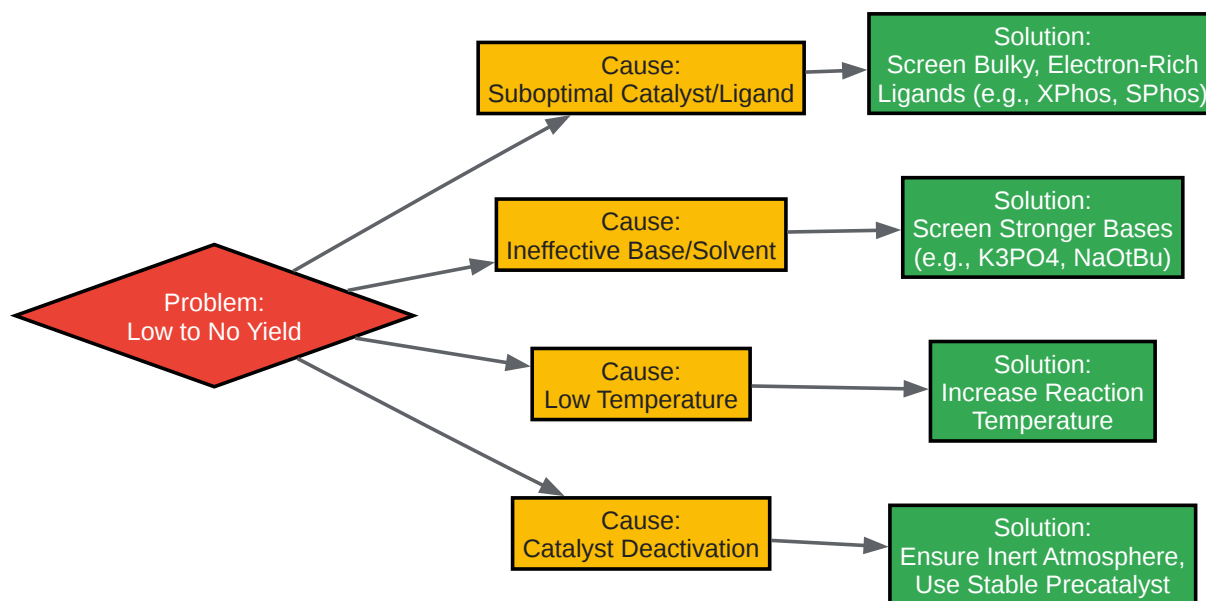 Problem:
Low to No Yield
Cause:
Suboptimal Catalyst/Ligand
Solution:
Screen Bulky, Electron-Rich
Ligands (e.g., XPhos, SPhos)
Cause:
Ineffective Base/Solvent
Solution:
Screen Stronger Bases
(e.g., K3PO4, NaOtBu)
Cause:
Low Temperature
Solution:
Increase Reaction
Temperature
Cause:
Catalyst Deactivation
Solution:
Ensure Inert Atmosphere,
Use Stable Precatalyst